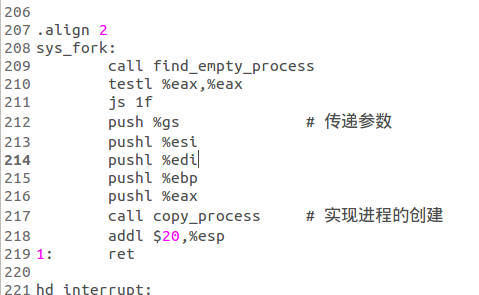 206
207 .align 2
208 sys_fork:
209 call find_empty_process
210 testl %eax,%eax
211 js 1f
212 push %gs # 传递参数
213 pushl %esi
214 pushl %edi
215 pushl %ebp
216 pushl %eax
217 call copy_process # 实现进程的创建
218 addl $20,%esp
219 1: ret
220
221 hd_interrupt: